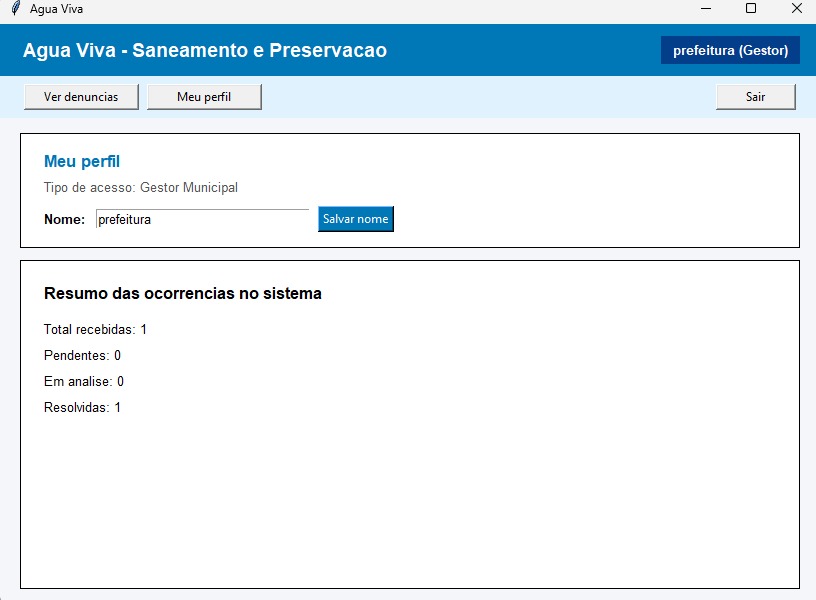 Agua Viva
Agua Viva - Saneamento e Preservacao
prefeitura (Gestor)
Ver denuncias
Meu perfil
Sair
Meu perfil
Tipo de acesso: Gestor Municipal
Nome: prefeitura Salvar nome
Resumo das ocorrencias no sistema
Total recebidas: 1
Pendentes: 0
Em analise: 0
Resolvidas: 1